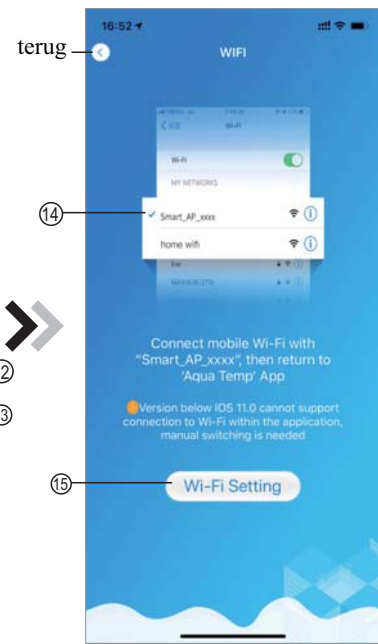 16:52
terug
WIFI
Wi-Fi
Wi-Fi
MY NETWORKS
⑭
Smart_AP_xxxx
home wifi
Connect mobile Wi-Fi with
“Smart_AP_xxxx”, then return to
‘Aqua Temp’ App
!Version below IOS 11.0 cannot support
connection to Wi-Fi within the application,
manual switching is needed
⑮
Wi-Fi Setting